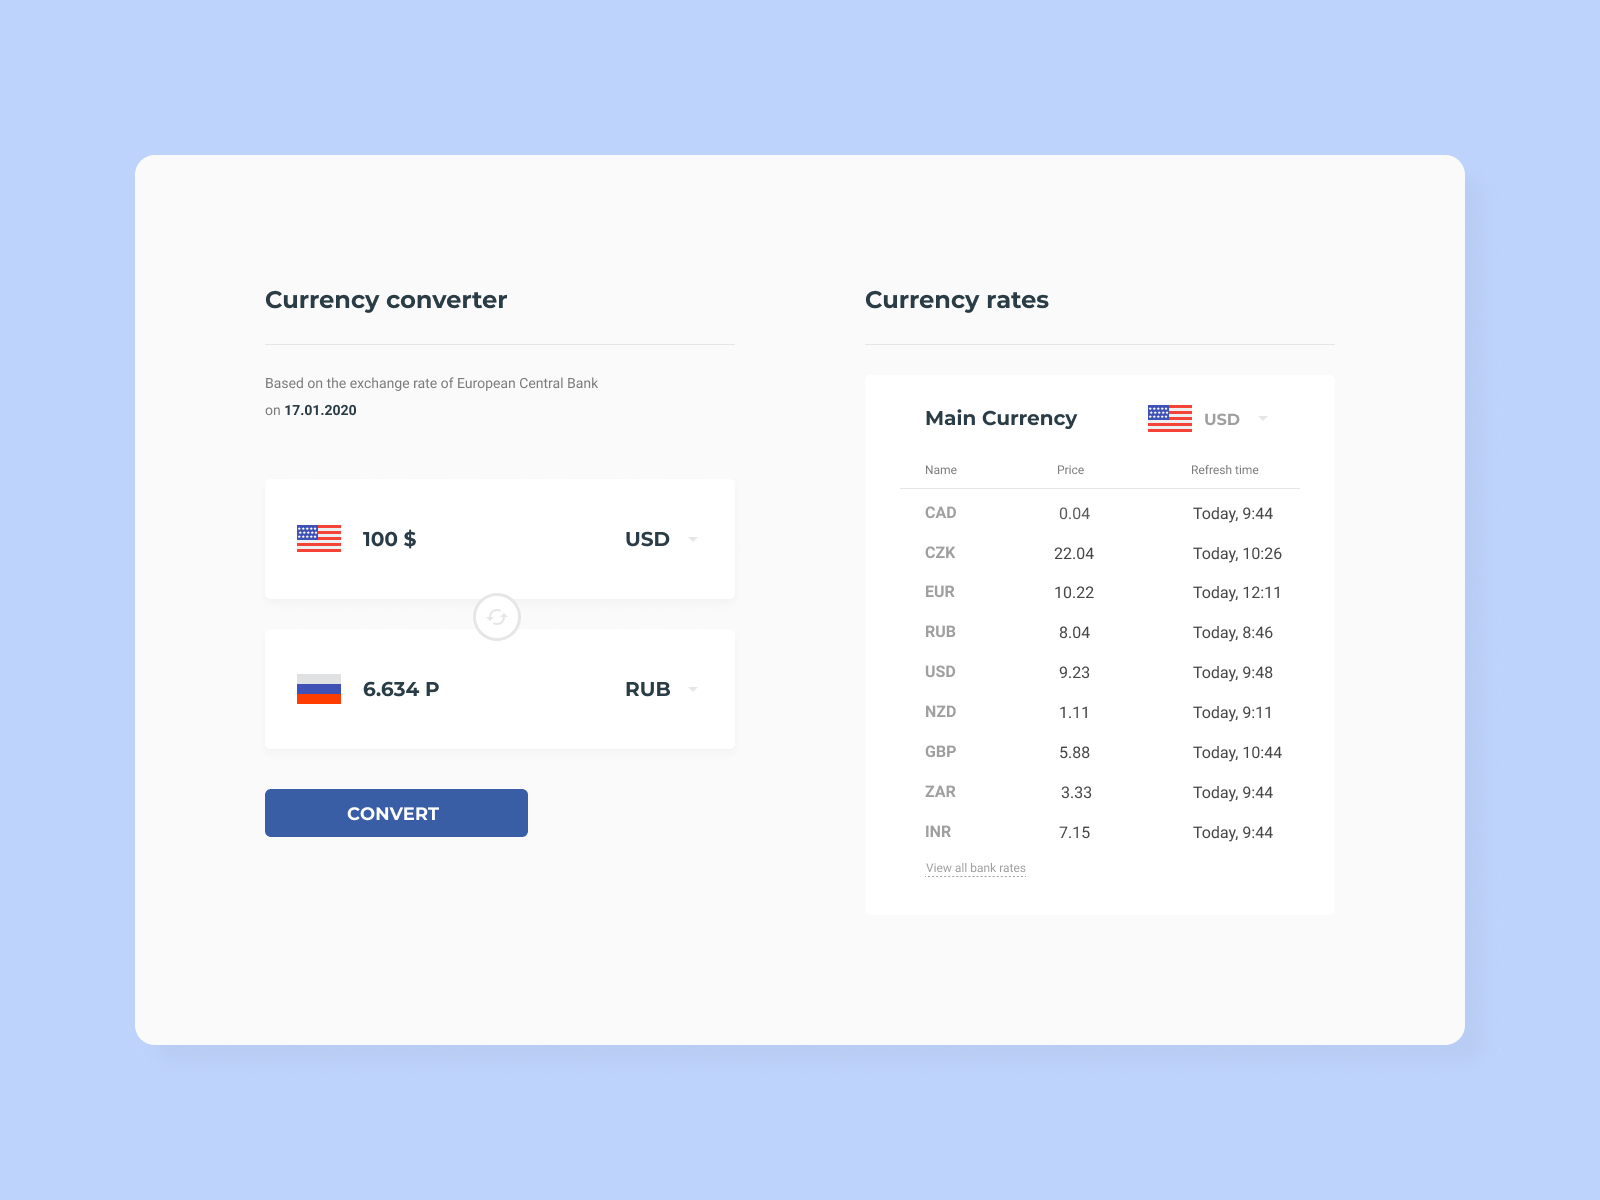 Currency converter
Based on the exchange rate of European Central Bank
on 17.01.2020
100 $ USD
6.634 P RUB
CONVERT
Currency rates
Main Currency USD
Name Price Refresh time
CAD 0.04 Today, 9:44
CZK 22.04 Today, 10:26
EUR 10.22 Today, 12:11
RUB 8.04 Today, 8:46
USD 9.23 Today, 9:48
NZD 1.11 Today, 9:11
GBP 5.88 Today, 10:44
ZAR 3.33 Today, 9:44
INR 7.15 Today, 9:44
View all bank rates